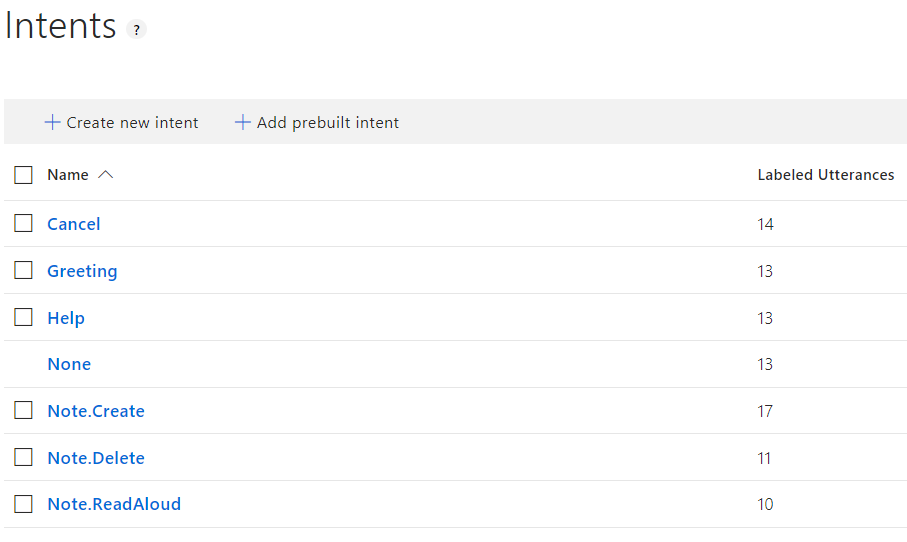 Intents ?
+ Create new intent + Add prebuilt intent
Name Labeled Utterances
Cancel 14
Greeting 13
Help 13
None 13
Note.Create 17
Note.Delete 11
Note.ReadAloud 10